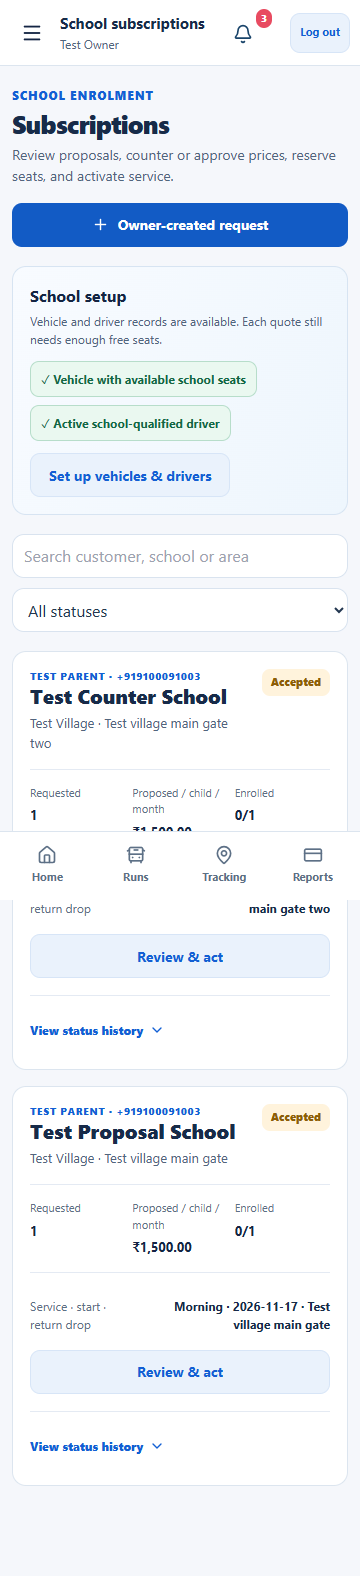 School subscriptions
Test Owner
3
Log out
SCHOOL ENROLMENT
Subscriptions
Review proposals, counter or approve prices, reserve
seats, and activate service.
+ Owner-created request
School setup
Vehicle and driver records are available. Each quote still
needs enough free seats.
✓ Vehicle with available school seats
✓ Active school-qualified driver
Set up vehicles & drivers
Search customer, school or area
All statuses
TEST PARENT · +919100091003
Accepted
Test Counter School
Test Village · Test village main gate
two
Requested
Proposed / child /
month
Enrolled
1
₹1,500.00
0/1
Home
Runs
Tracking
Reports
return drop
main gate two
Review & act
View status history
TEST PARENT · +919100091003
Accepted
Test Proposal School
Test Village · Test village main gate
Requested
Proposed / child /
month
Enrolled
1
₹1,500.00
0/1
Service · start ·
return drop
Morning · 2026-11-17 · Test
village main gate
Review & act
View status history